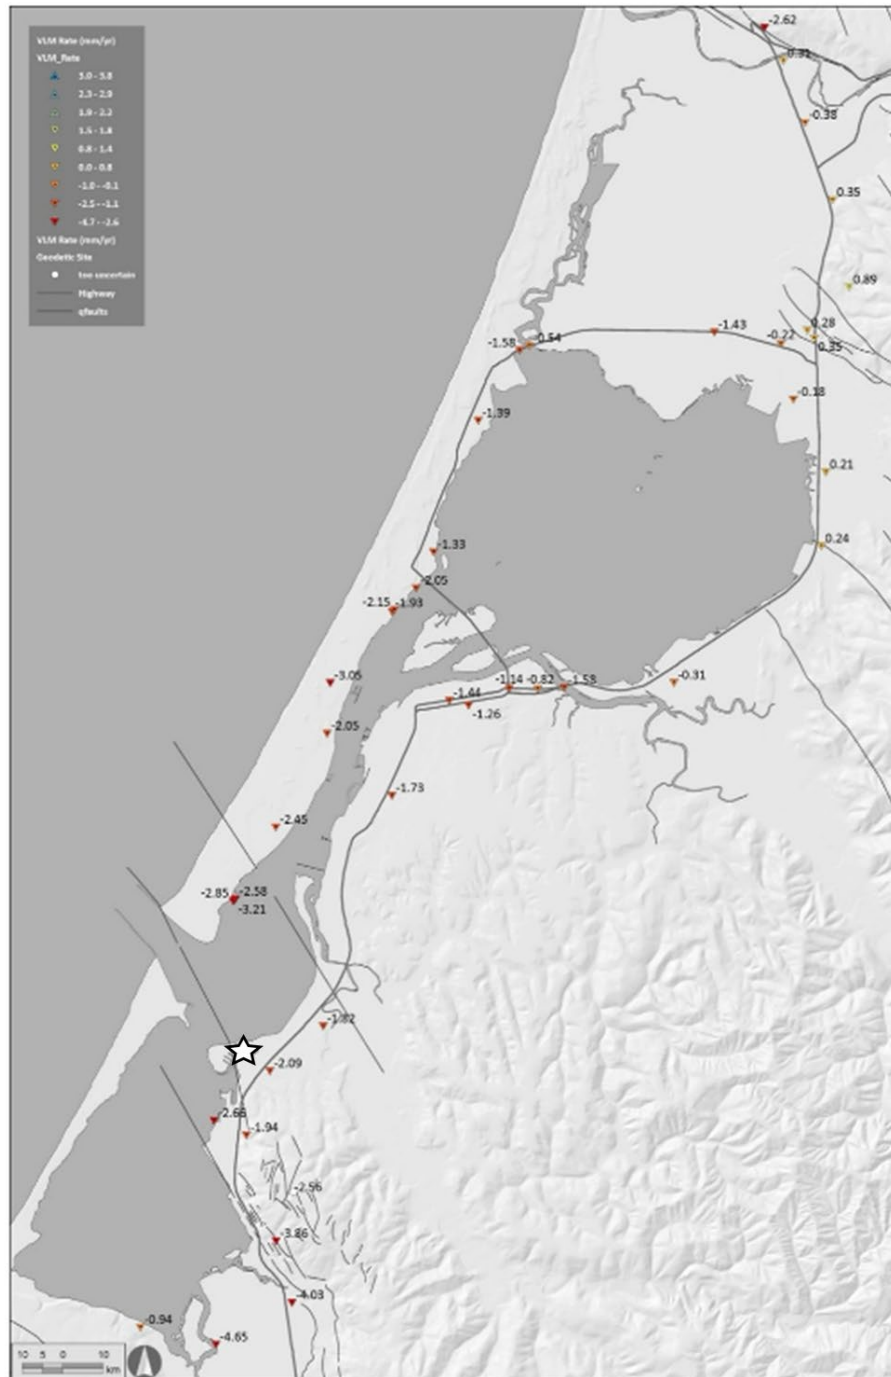 -2.62
VLM Rate (mm/yr)
VLM_Rate
0.31
3.0 - 3.8
2.3 - 2.9
1.9 - 2.2
-0.38
1.5 - 1.8
0.8 - 1.4
0.0 - 0.8
-1.0 - -0.1
0.35
-2.5 - -1.1
-4.7 - -2.6
VLM Rate (mm/yr)
Geodetic Site
too uncertain
0.89
Highway
qfaults
-1.43
0.28
-0.22
-1.58
-0.54
0.35
-0.18
-1.39
0.21
0.24
-1.33
-2.05
-2.15
-1.93
-3.05
-0.31
-1.14
-0.82
-1.58
-1.44
-1.26
-2.05
-1.73
-2.45
-2.85
-2.58
-3.21
-1.82
-2.09
-2.66
-1.94
-2.56
-3.86
-4.03
-0.94
-4.65
10 5 0 10
km